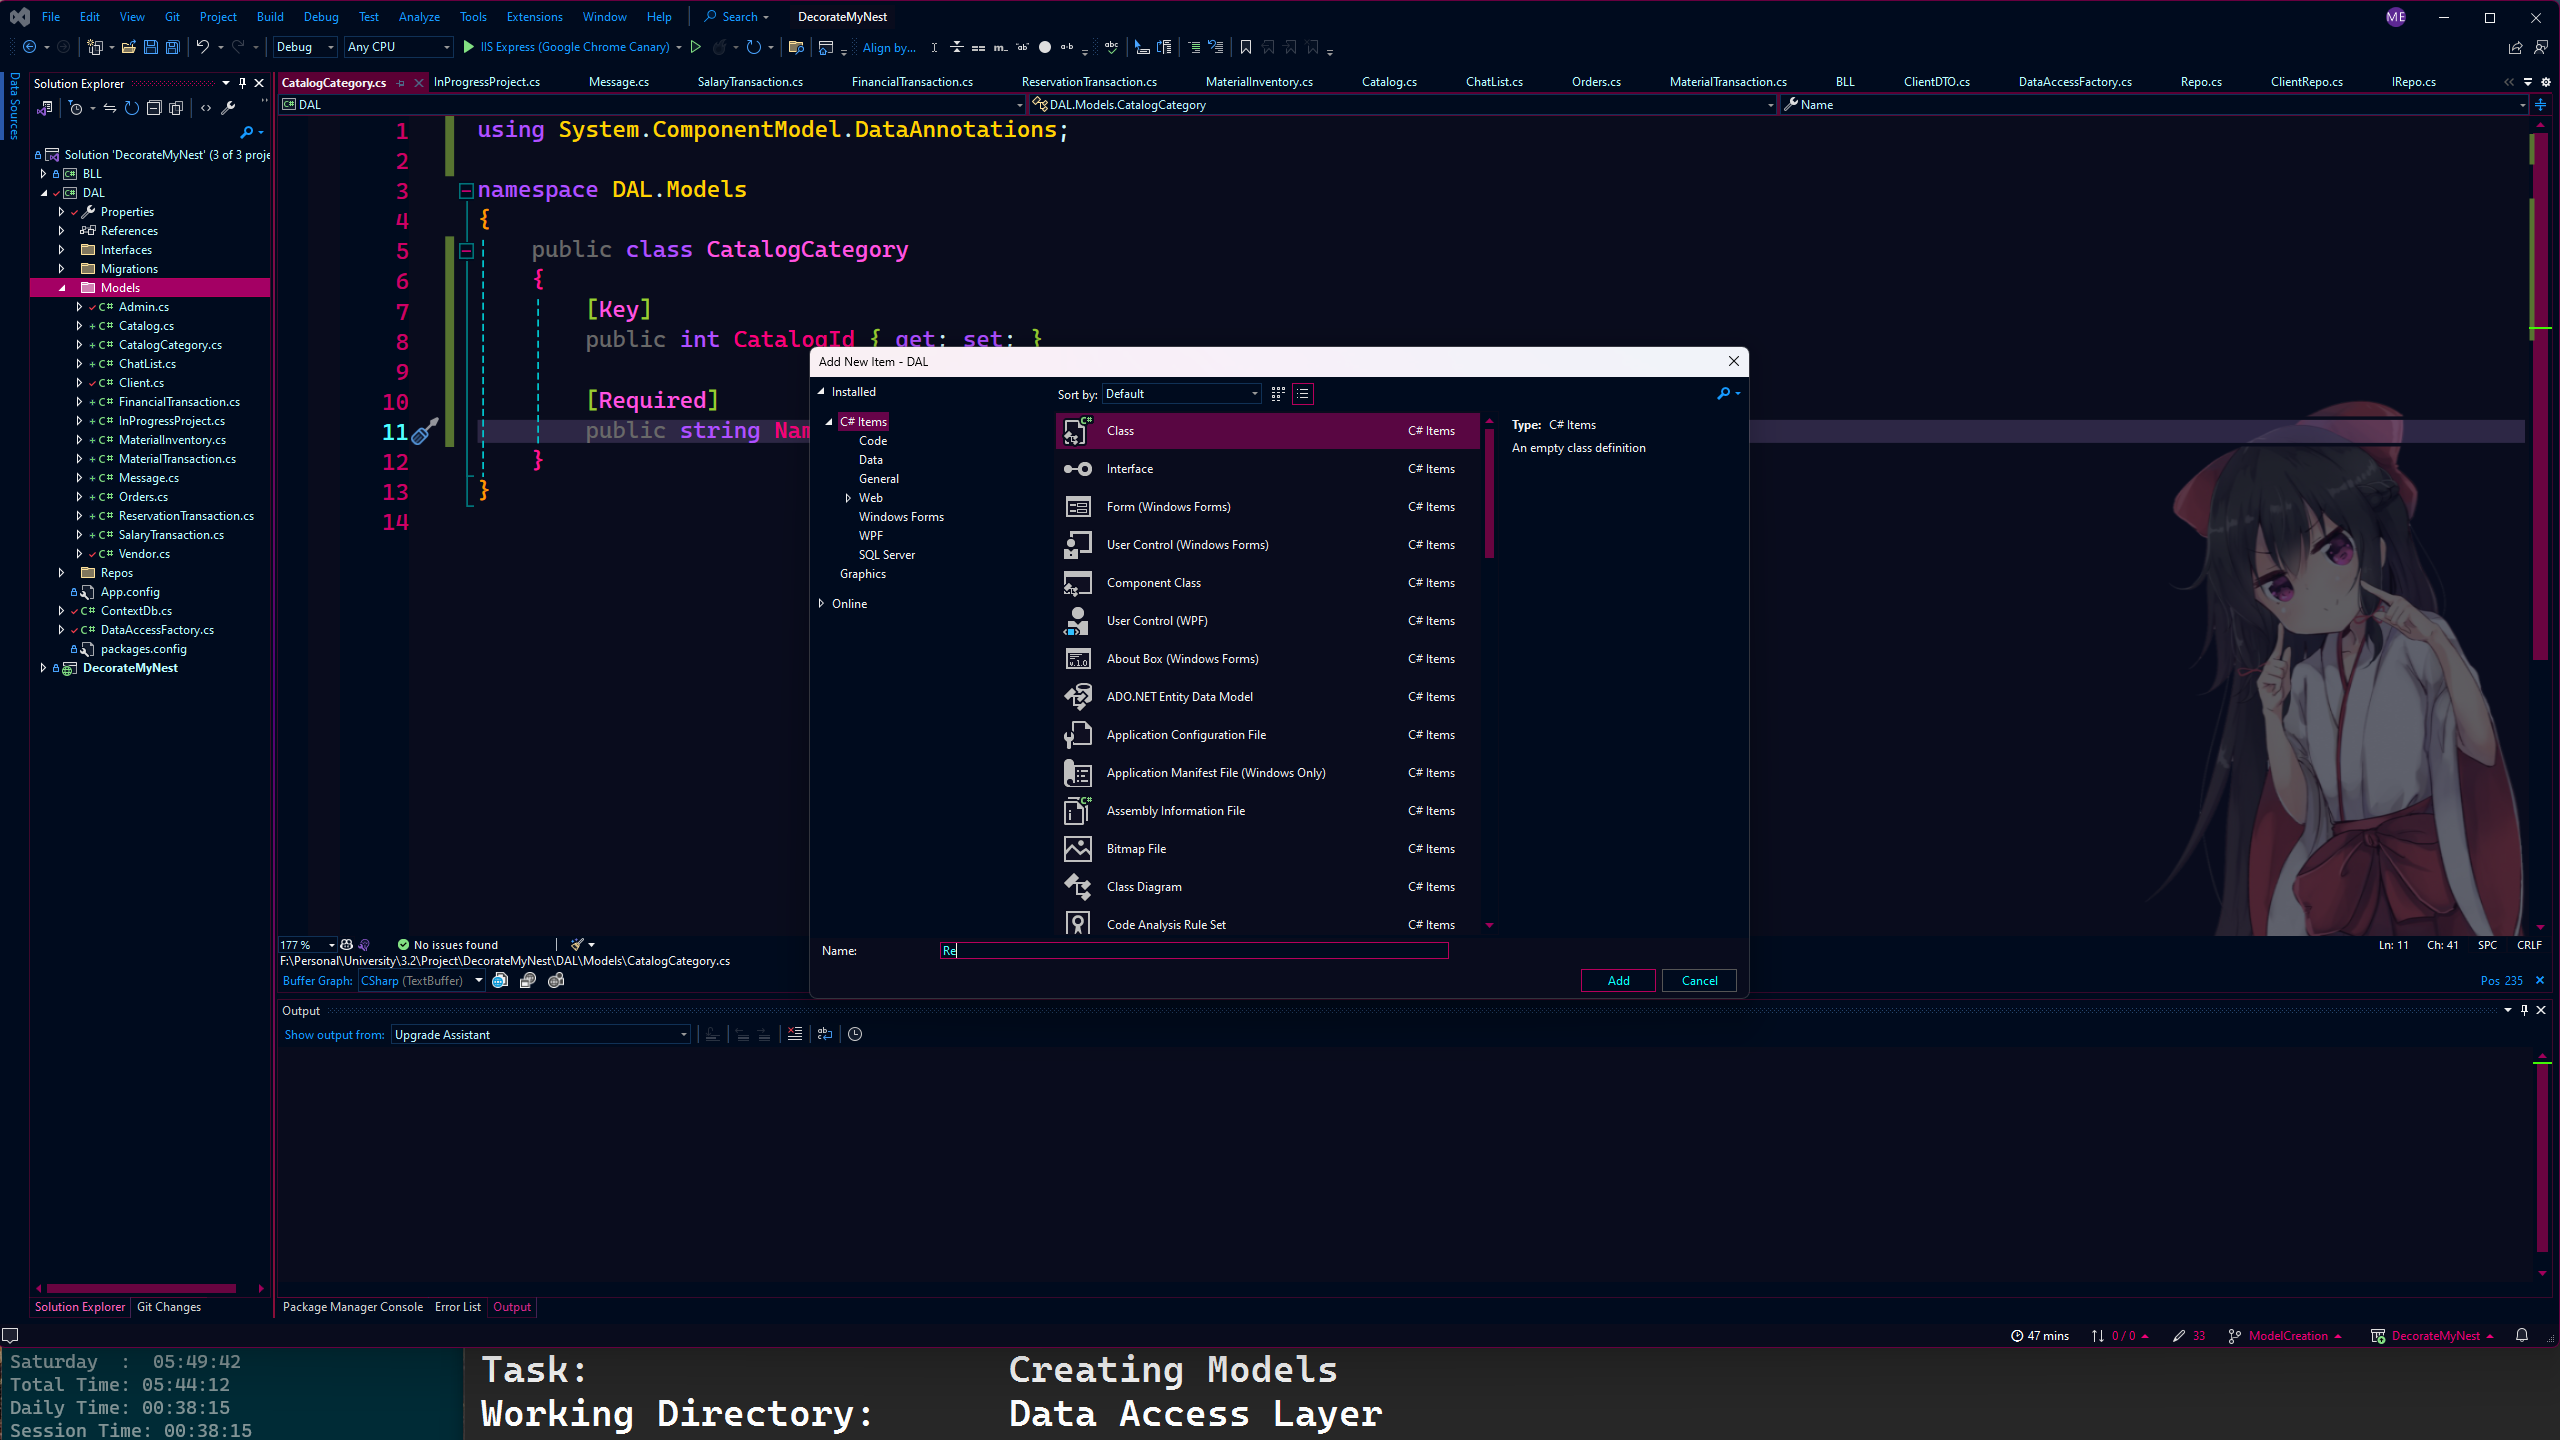 File Edit View Git Project Build Debug Test Analyze Tools Extensions Window Help Search DecorateMyNest ME
Debug Any CPU IIS Express (Google Chrome Canary) Align by...
Data Sources
Solution Explorer
CatalogCategory.cs InProgressProject.cs Message.cs SalaryTransaction.cs FinancialTransaction.cs ReservationTransaction.cs MaterialInventory.cs Catalog.cs ChatList.cs Orders.cs MaterialTransaction.cs BLL ClientDTO.cs DataAccessFactory.cs Repo.cs ClientRepo.cs IRepo.cs
DAL DAL.Models.CatalogCategory Name
Solution 'DecorateMyNest' (3 of 3 proje
BLL
DAL
Properties
References
Interfaces
Migrations
Models
Admin.cs
Catalog.cs
CatalogCategory.cs
ChatList.cs
Client.cs
FinancialTransaction.cs
InProgressProject.cs
MaterialInventory.cs
MaterialTransaction.cs
Message.cs
Orders.cs
ReservationTransaction.cs
SalaryTransaction.cs
Vendor.cs
Repos
App.config
ContextDb.cs
DataAccessFactory.cs
packages.config
DecorateMyNest
1 using System.ComponentModel.DataAnnotations;
2
3 namespace DAL.Models
4 {
5 public class CatalogCategory
6 {
7 [Key]
8 public int CatalogId { get; set; }
9
10 [Required]
11 public string Nam
12 }
13 }
14
Add New Item - DAL
Installed
C# Items
Code
Data
General
Web
Windows Forms
WPF
SQL Server
Graphics
Online
Sort by: Default
Class C# Items
Interface C# Items
Form (Windows Forms) C# Items
User Control (Windows Forms) C# Items
Component Class C# Items
User Control (WPF) C# Items
About Box (Windows Forms) C# Items
ADO.NET Entity Data Model C# Items
Application Configuration File C# Items
Application Manifest File (Windows Only) C# Items
Assembly Information File C# Items
Bitmap File C# Items
Class Diagram C# Items
Code Analysis Rule Set C# Items
Type: C# Items
An empty class definition
Name: Re
Add Cancel
177 % No issues found Ln: 11 Ch: 41 SPC CRLF
F:\Personal\University\3.2\Project\DecorateMyNest\DAL\Models\CatalogCategory.cs
Buffer Graph: CSharp (TextBuffer) Pos 235
Output
Show output from: Upgrade Assistant
Solution Explorer Git Changes Package Manager Console Error List Output
47 mins 0 / 0 33 ModelCreation DecorateMyNest
Saturday : 05:49:42
Total Time: 05:44:12
Daily Time: 00:38:15
Session Time: 00:38:15
Task: Creating Models
Working Directory: Data Access Layer